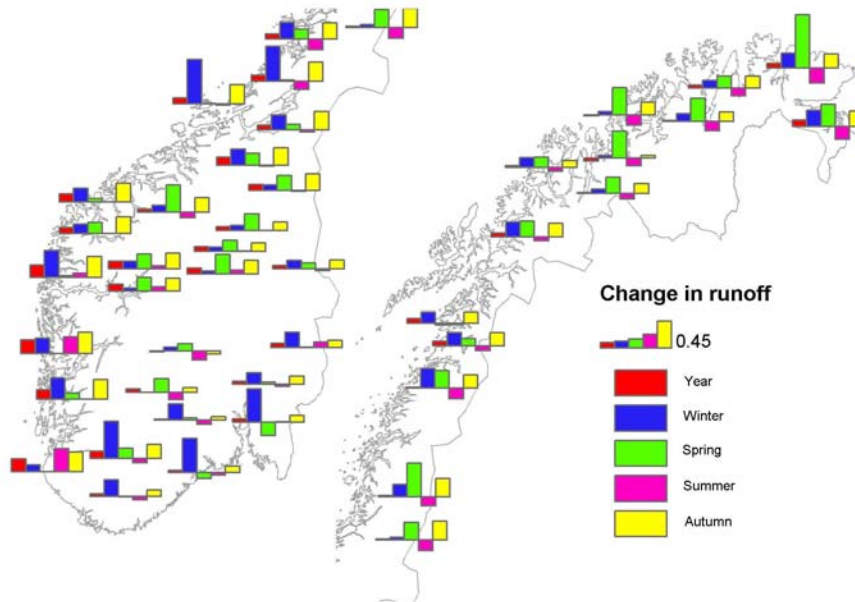 Change in runoff
0.45
Year
Winter
Spring
Summer
Autumn